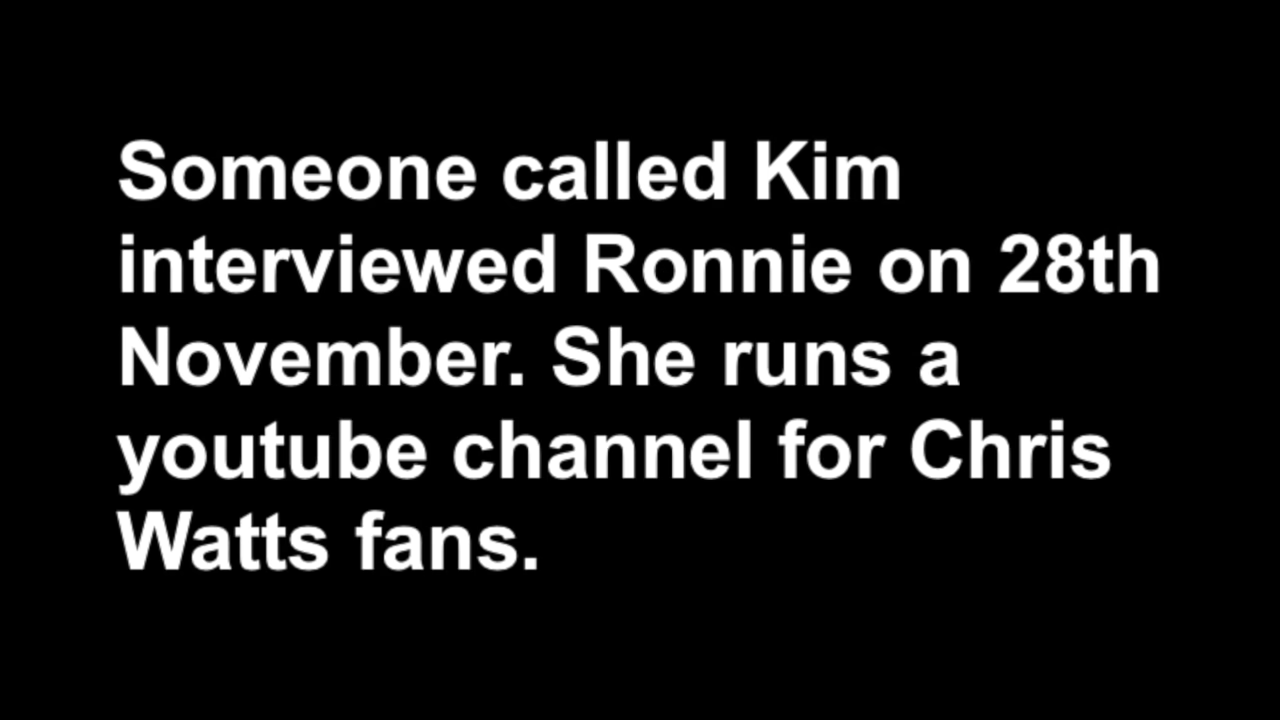 Someone called Kim
interviewed Ronnie on 28th
November. She runs a
youtube channel for Chris
Watts fans.